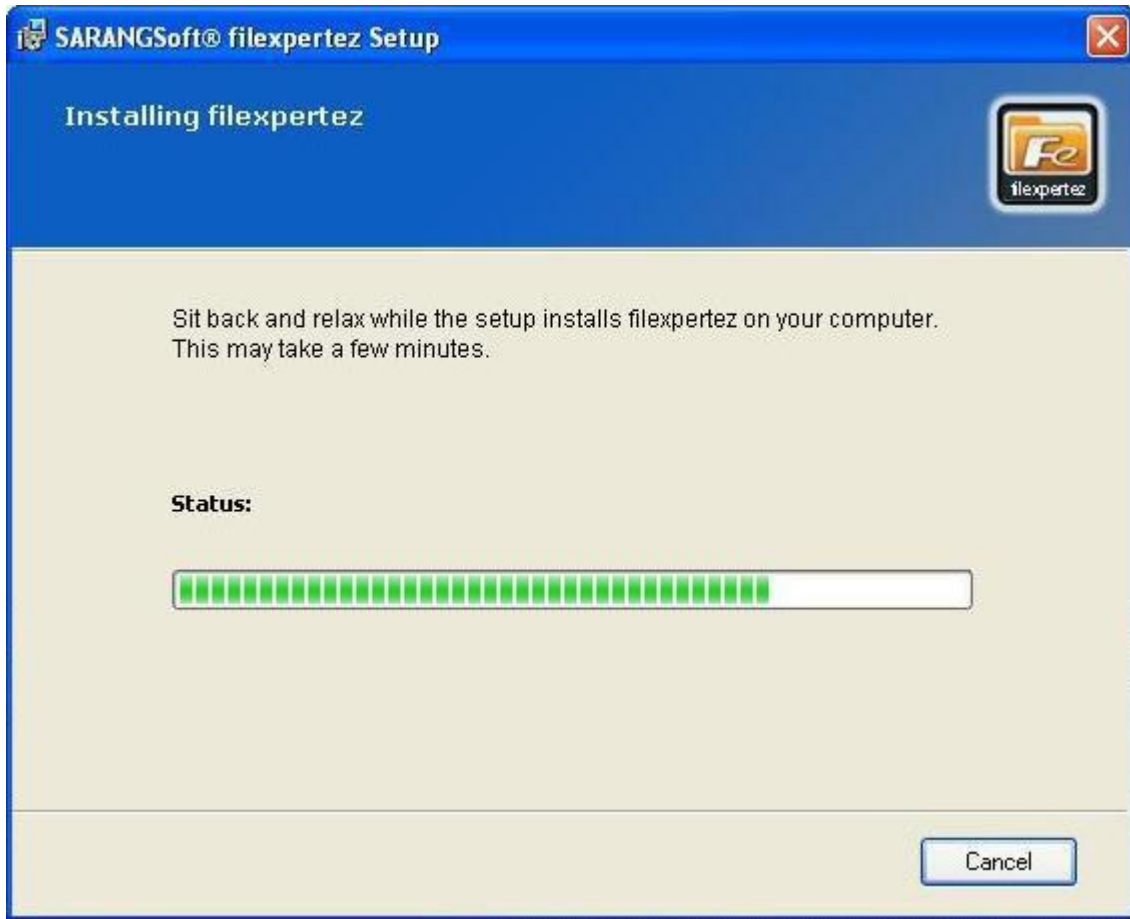 SARANGSoft® filexpertez Setup
Installing filexpertez
Fe
filexpertez
Sit back and relax while the setup installs filexpertez on your computer.
This may take a few minutes.
Status:
Cancel